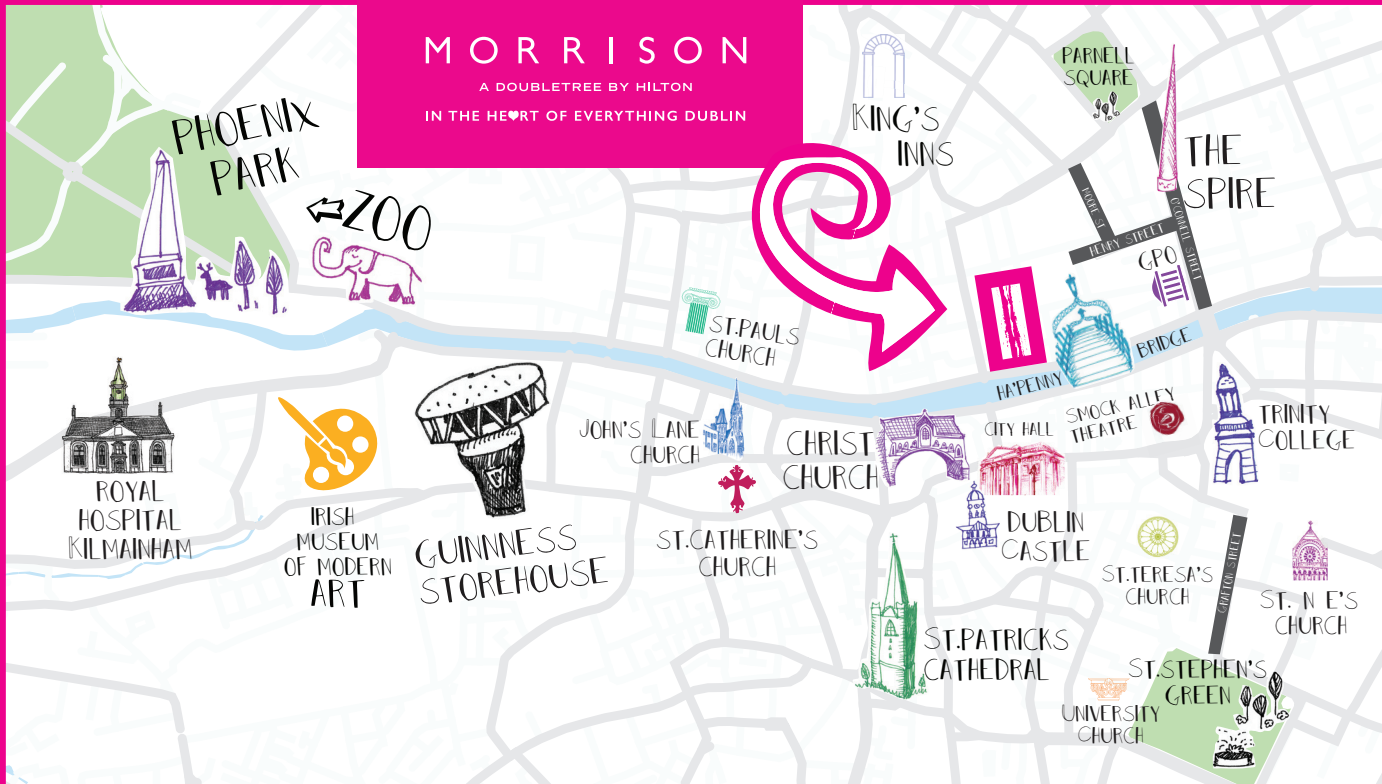 MORRISON
A DOUBLETREE BY HILTON
IN THE HE♥RT OF EVERYTHING DUBLIN
PHOENIX
PARK
ZOO
KING'S
INNS
PARNELL
SQUARE
THE
SPIRE
MOORE ST
HENRY STREET
O'CONNELL STREET
GPO
ST.PAULS
CHURCH
HA'PENNY
BRIDGE
ROYAL
HOSPITAL
KILMAINHAM
IRISH
MUSEUM
OF MODERN
ART
GUINNNESS
STOREHOUSE
JOHN'S LANE
CHURCH
ST.CATHERINE'S
CHURCH
CHRIST
CHURCH
CITY HALL
SMOCK ALLEY
THEATRE
TRINITY
COLLEGE
DUBLIN
CASTLE
ST.TERESA'S
CHURCH
GRAFTON STREET
ST. N E'S
CHURCH
ST.PATRICKS
CATHEDRAL
ST.STEPHEN'S
GREEN
UNIVERSITY
CHURCH